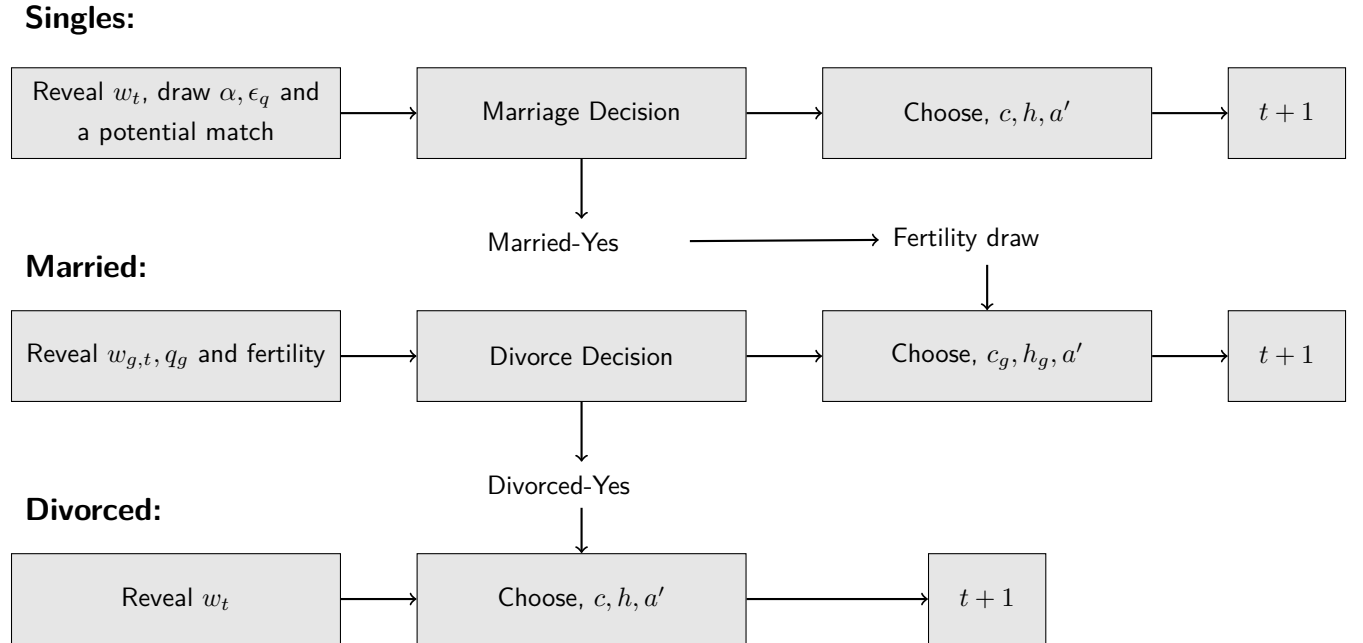 Singles:
Reveal w_t, draw α, ϵ_q and
a potential match
Marriage Decision
Choose, c, h, a′
t + 1
Married-Yes
Fertility draw
Married:
Reveal w_{g,t}, q_g and fertility
Divorce Decision
Choose, c_g, h_g, a′
t + 1
Divorced-Yes
Divorced:
Reveal w_t
Choose, c, h, a′
t + 1